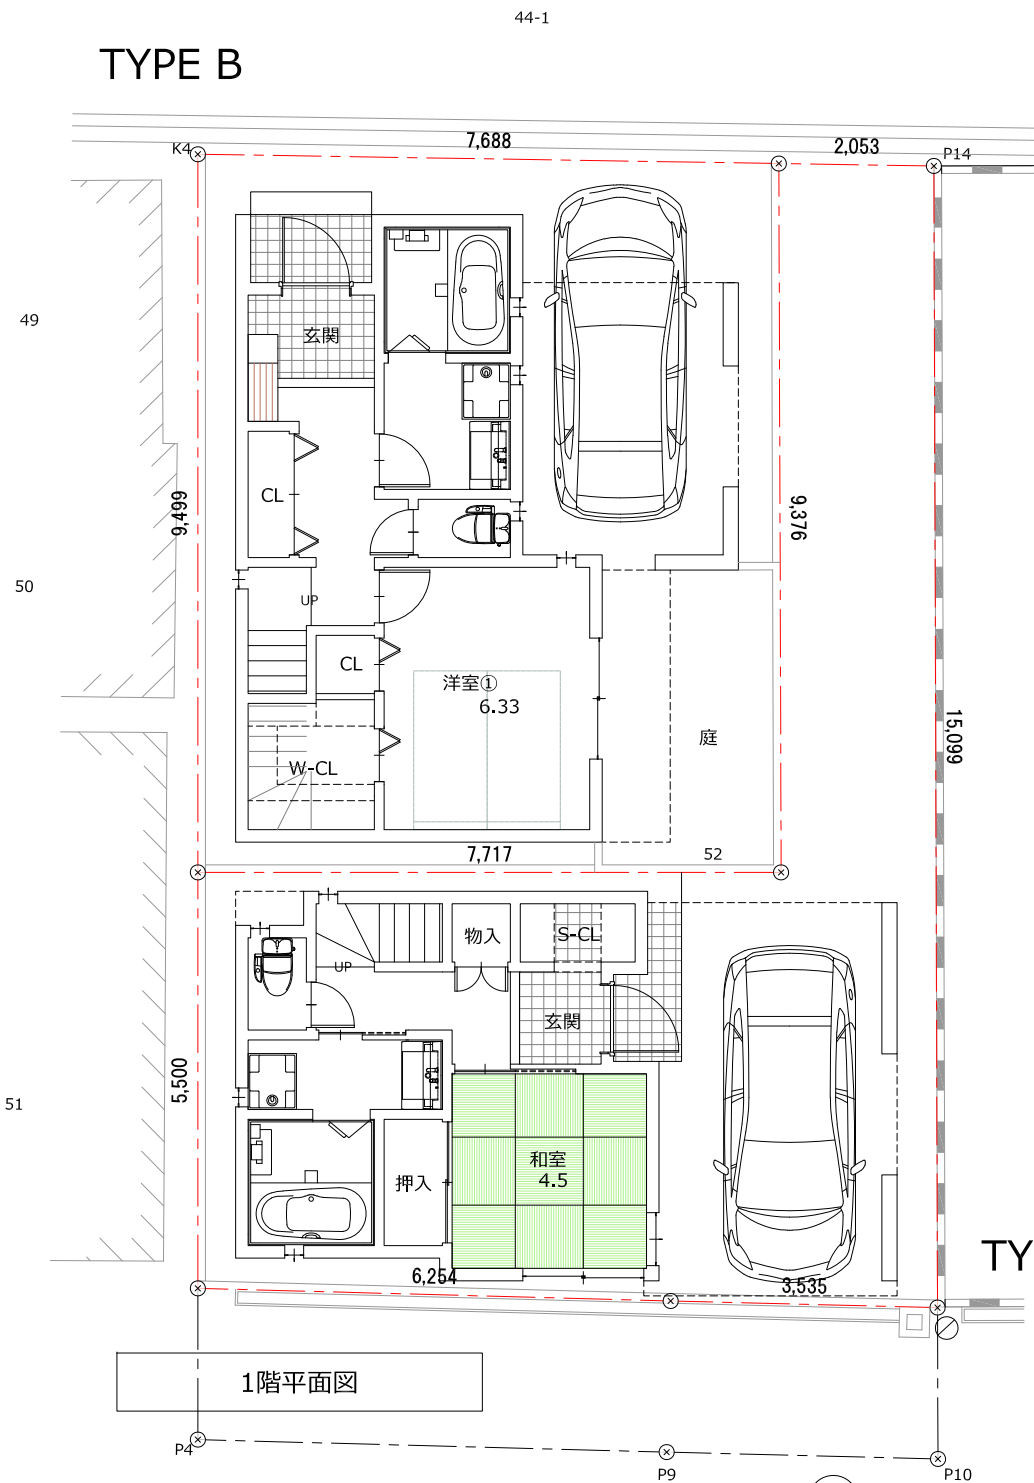 44-1
TYPE B
7,688
2,053
K4
P14
49
玄関
CL
9,499
9,376
50
UP
CL
洋室①
6.33
庭
15,099
W-CL
7,717
52
物入
S-CL
UP
玄関
5,500
51
和室
4.5
押入
TY
6,254
3,535
1階平面図
P4
P9
P10